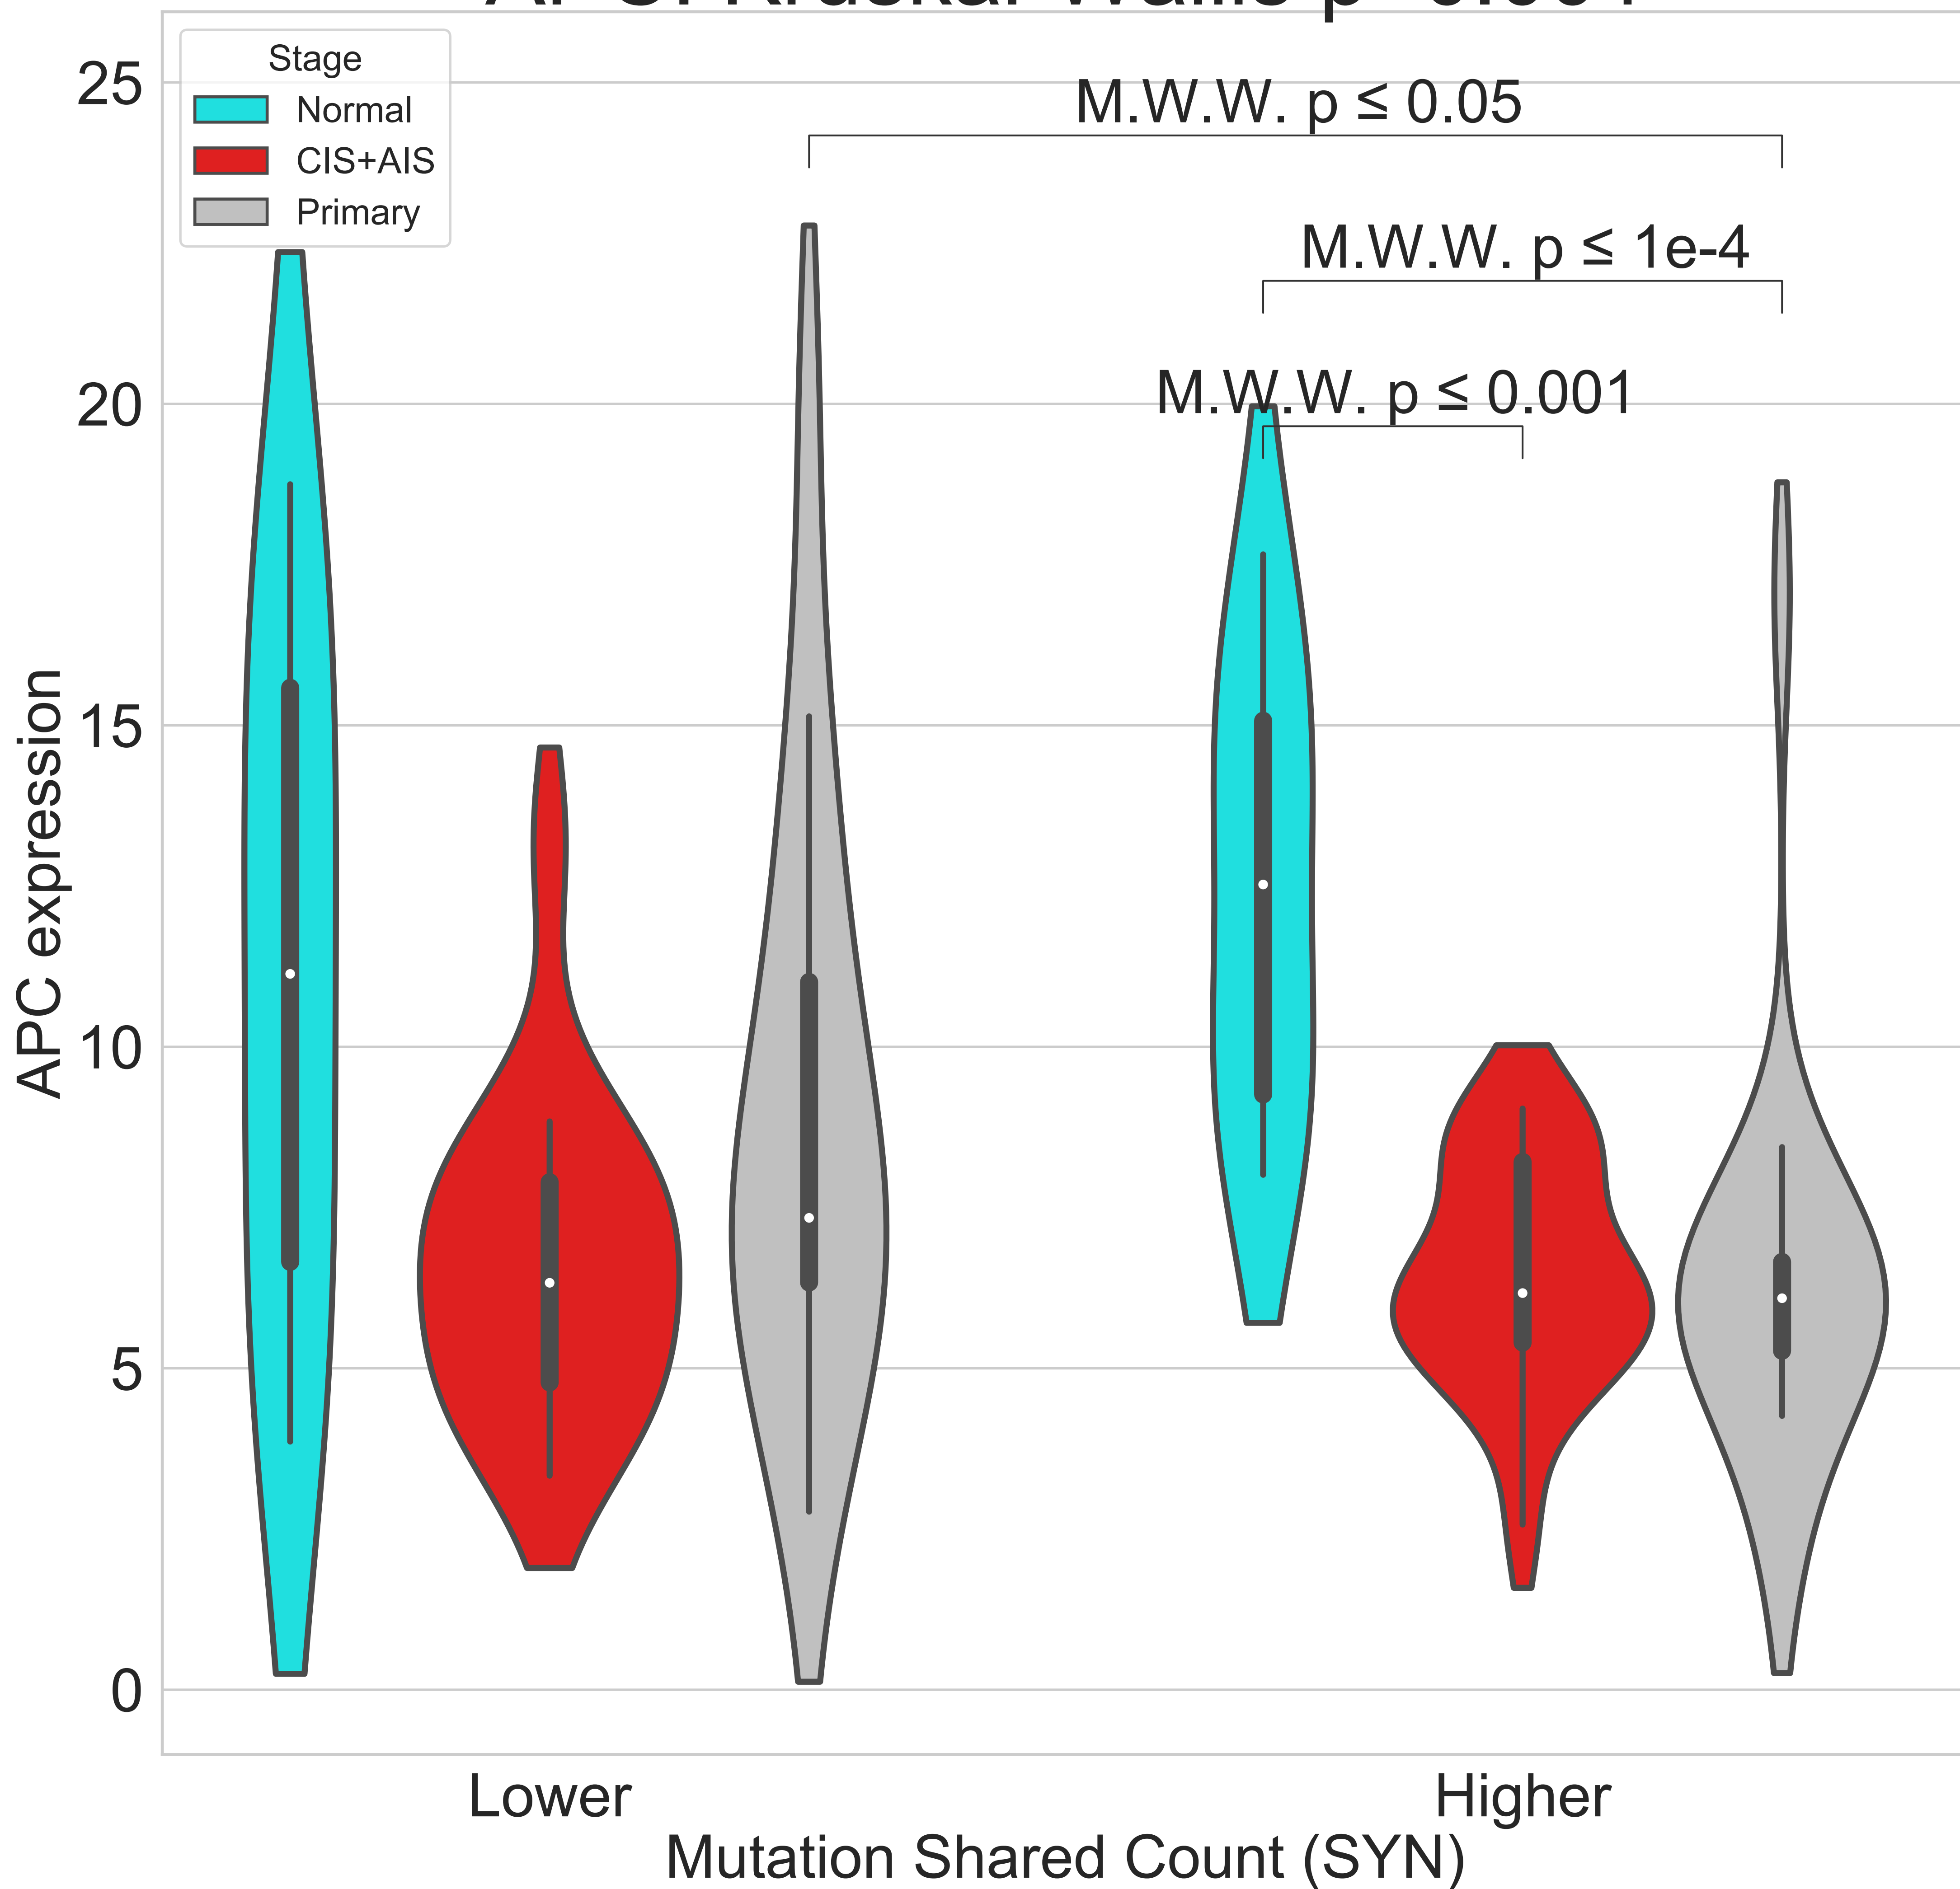 Stage
Normal
CIS+AIS
Primary
M.W.W. p ≤ 0.05
M.W.W. p ≤ 1e-4
M.W.W. p ≤ 0.001
25
20
15
10
5
0
APC expression
Lower
Higher
Mutation Shared Count (SYN)